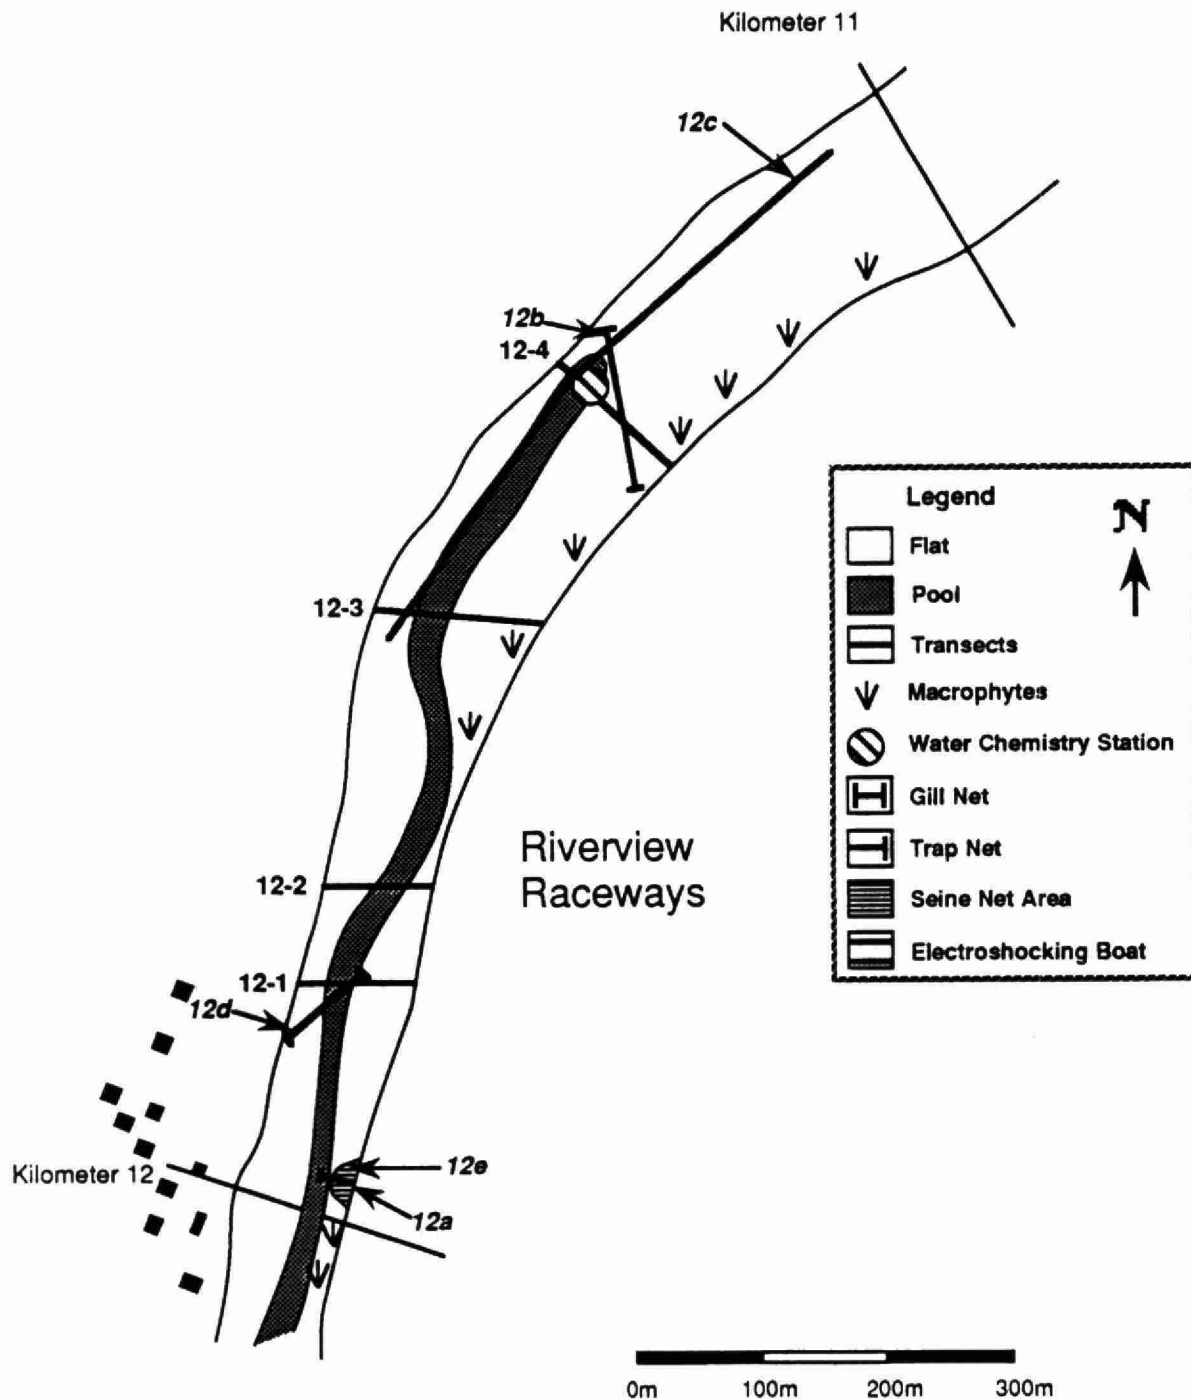 Kilometer 11
12c
12b
12-4
Legend
N
Flat
Pool
12-3
Transects
Macrophytes
Water Chemistry Station
Gill Net
Riverview
Raceways
Trap Net
12-2
Seine Net Area
Electroshocking Boat
12-1
12d
Kilometer 12
12e
12a
0m 100m 200m 300m